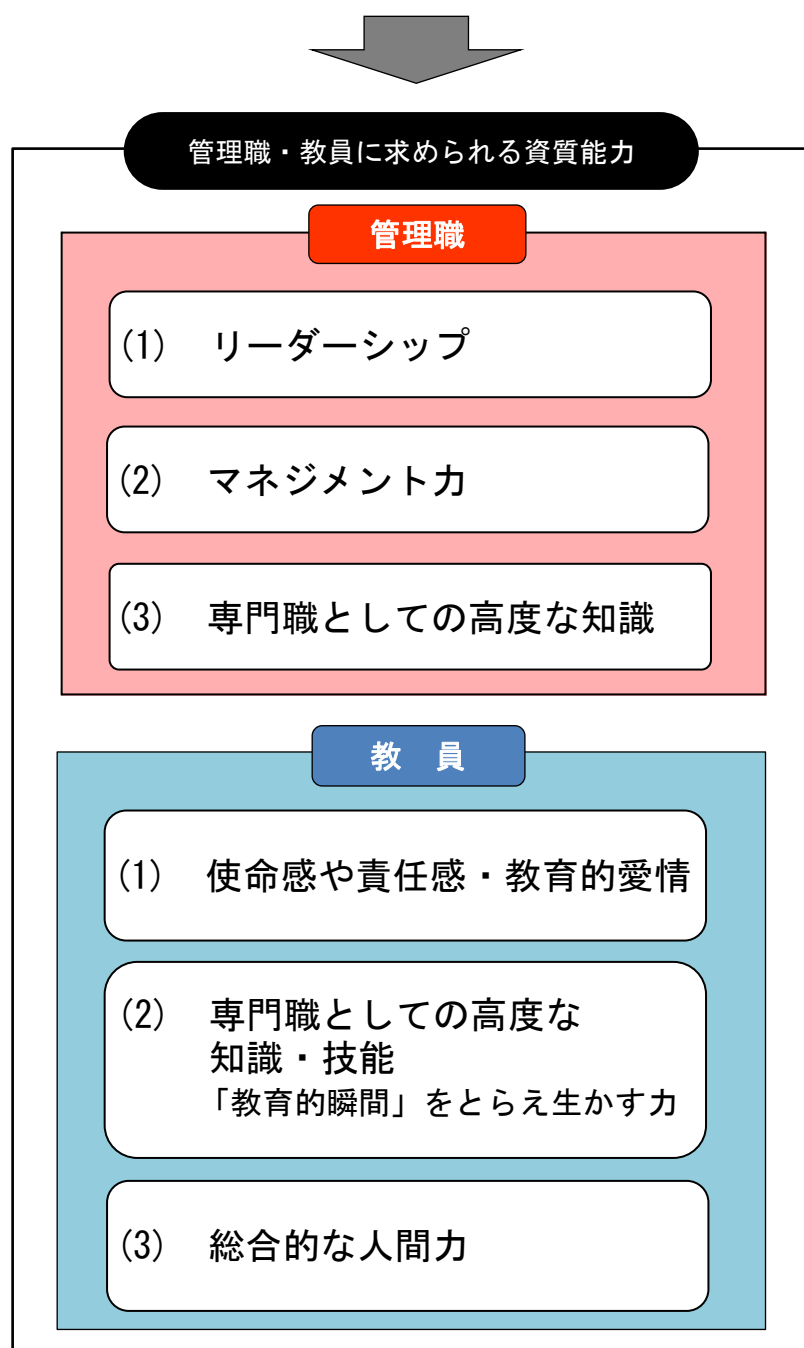 管理職・教員に求められる資質能力
管理職
(1)　リーダーシップ
(2)　マネジメント力
(3)　専門職としての高度な知識
教　員
(1)　使命感や責任感・教育的愛情
(2)　専門職としての高度な
知識・技能
「教育的瞬間」をとらえ生かす力
(3)　総合的な人間力